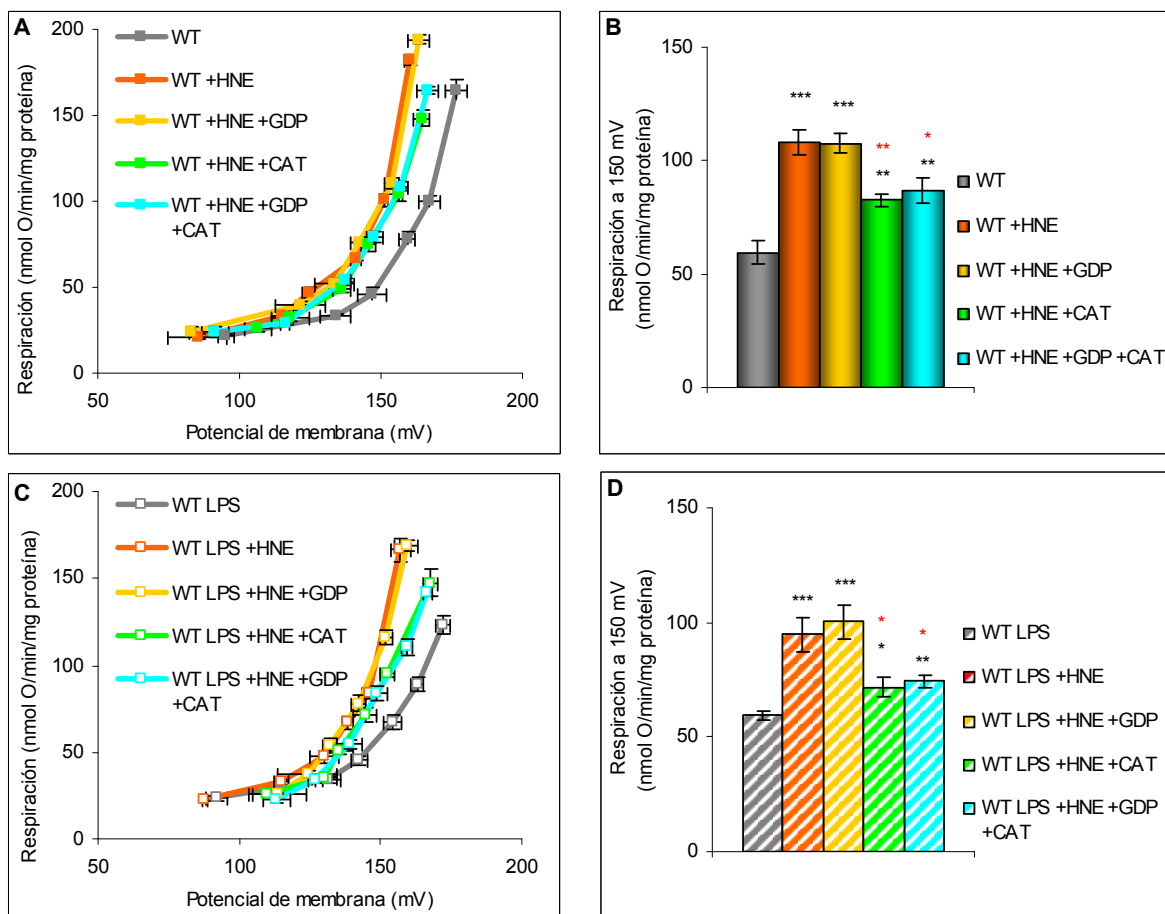 A
Respiración (nmol O/min/mg proteína)
200
150
100
50
0
WT
WT +HNE
WT +HNE +GDP
WT +HNE +CAT
WT +HNE +GDP
+CAT
50
100
150
200
Potencial de membrana (mV)
B
Respiración a 150 mV
(nmol O/min/mg proteína)
150
100
50
0
***
***
**
**
*
**
WT
WT +HNE
WT +HNE +GDP
WT +HNE +CAT
WT +HNE +GDP +CAT
C
Respiración (nmol O/min/mg proteína)
200
150
100
50
0
WT LPS
WT LPS +HNE
WT LPS +HNE +GDP
WT LPS +HNE +CAT
WT LPS +HNE +GDP
+CAT
50
100
150
200
Potencial de membrana (mV)
D
Respiración a 150 mV
(nmol O/min/mg proteína)
150
100
50
0
***
***
*
*
*
**
WT LPS
WT LPS +HNE
WT LPS +HNE +GDP
WT LPS +HNE +CAT
WT LPS +HNE +GDP
+CAT